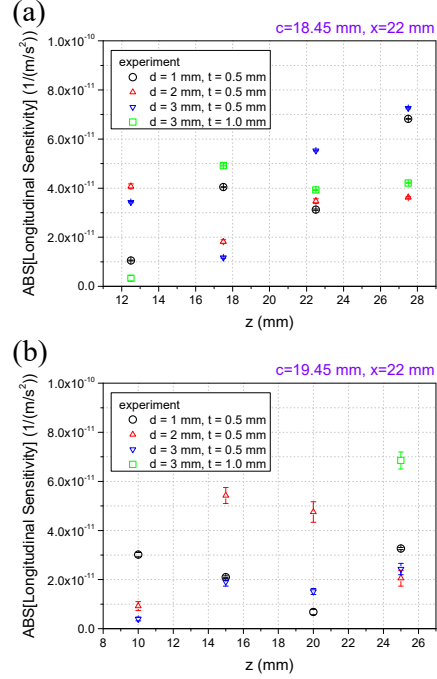 (a)
c=18.45 mm, x=22 mm
ABS[Longitudinal Sensitivity] (1/(m/s²))
1.0x10⁻¹⁰
8.0x10⁻¹¹
6.0x10⁻¹¹
4.0x10⁻¹¹
2.0x10⁻¹¹
0.0
experiment
d = 1 mm, t = 0.5 mm
d = 2 mm, t = 0.5 mm
d = 3 mm, t = 0.5 mm
d = 3 mm, t = 1.0 mm
12 14 16 18 20 22 24 26 28
z (mm)
(b)
c=19.45 mm, x=22 mm
ABS[Longitudinal Sensitivity] (1/(m/s²))
1.0x10⁻¹⁰
8.0x10⁻¹¹
6.0x10⁻¹¹
4.0x10⁻¹¹
2.0x10⁻¹¹
0.0
experiment
d = 1 mm, t = 0.5 mm
d = 2 mm, t = 0.5 mm
d = 3 mm, t = 0.5 mm
d = 3 mm, t = 1.0 mm
8 10 12 14 16 18 20 22 24 26
z (mm)